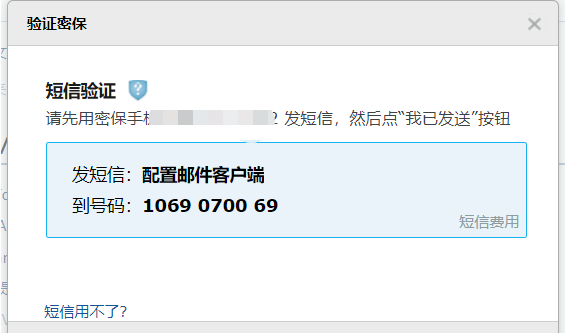 验证密保
短信验证
请先用密保手机 2 发短信，然后点“我已发送”按钮
发短信：配置邮件客户端
到号码：1069 0700 69
短信费用
短信用不了？